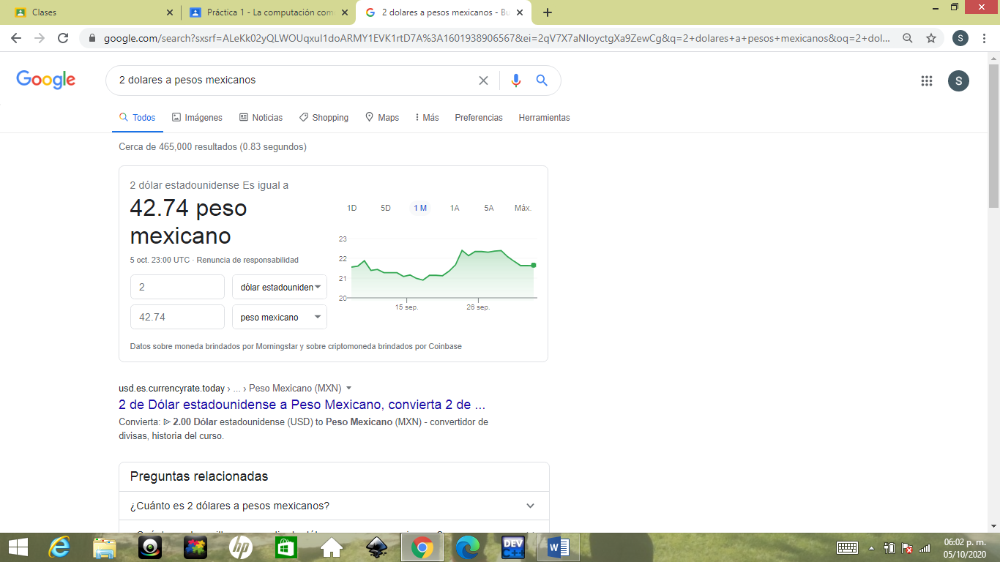 Clases
Práctica 1 - La computación com
2 dolares a pesos mexicanos - Bu
google.com/search?sxsrf=ALeKk02yQLWOUqxuI1doARMY1EVK1rtD7A%3A1601938906567&ei=2qV7X7aNIoyctgXa9ZewCg&q=2+dolares+a+pesos+mexicanos&oq=2+dol...
S
Google
2 dolares a pesos mexicanos
S
Todos Imágenes Noticias Shopping Maps Más Preferencias Herramientas
Cerca de 465,000 resultados (0.83 segundos)
2 dólar estadounidense Es igual a
42.74 peso
mexicano
5 oct. 23:00 UTC · Renuncia de responsabilidad
2 dólar estadouniden
42.74 peso mexicano
1D 5D 1 M 1A 5A Máx.
23
22
21
20
15 sep. 26 sep.
Datos sobre moneda brindados por Morningstar y sobre criptomoneda brindados por Coinbase
usd.es.currencyrate.today › ... › Peso Mexicano (MXN)
2 de Dólar estadounidense a Peso Mexicano, convierta 2 de ...
Convierta: ⩥ 2.00 Dólar estadounidense (USD) to Peso Mexicano (MXN) - convertidor de
divisas, historia del curso.
Preguntas relacionadas
¿Cuánto es 2 dólares a pesos mexicanos?
hp
DEV
C++
W
06:02 p. m.
05/10/2020